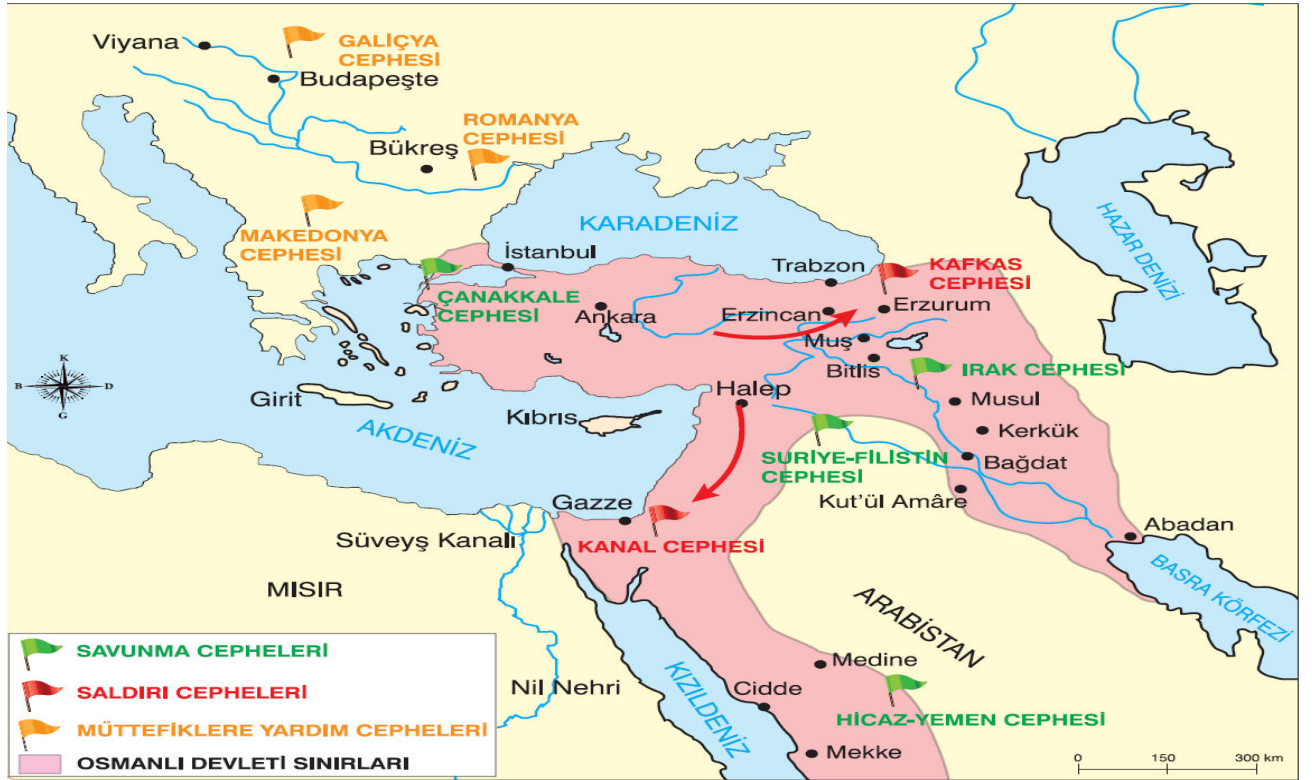 Viyana
GALİÇYA
CEPHESİ
Budapeşte
ROMANYA
CEPHESİ
Bükreş
MAKEDONYA
CEPHESİ
KARADENİZ
HAZAR DENİZİ
İstanbul
Trabzon
KAFKAS
CEPHESİ
ÇANAKKALE
CEPHESİ
Ankara
Erzincan
Erzurum
Muş
Bitlis
K
B
D
G
Girit
AKDENİZ
Kıbrıs
Halep
IRAK CEPHESİ
Musul
Kerkük
SURİYE-FİLİSTİN
CEPHESİ
Bağdat
Kut'ül Amâre
Gazze
Süveyş Kanalı
KANAL CEPHESİ
Abadan
BASRA KÖRFEZİ
MISIR
ARABİSTAN
Nil Nehri
KIZILDENİZ
Medine
Cidde
HİCAZ-YEMEN CEPHESİ
Mekke
SAVUNMA CEPHELERİ
SALDIRI CEPHELERİ
MÜTTEFİKLERE YARDIM CEPHELERİ
OSMANLI DEVLETİ SINIRLARI
0 150 300 km